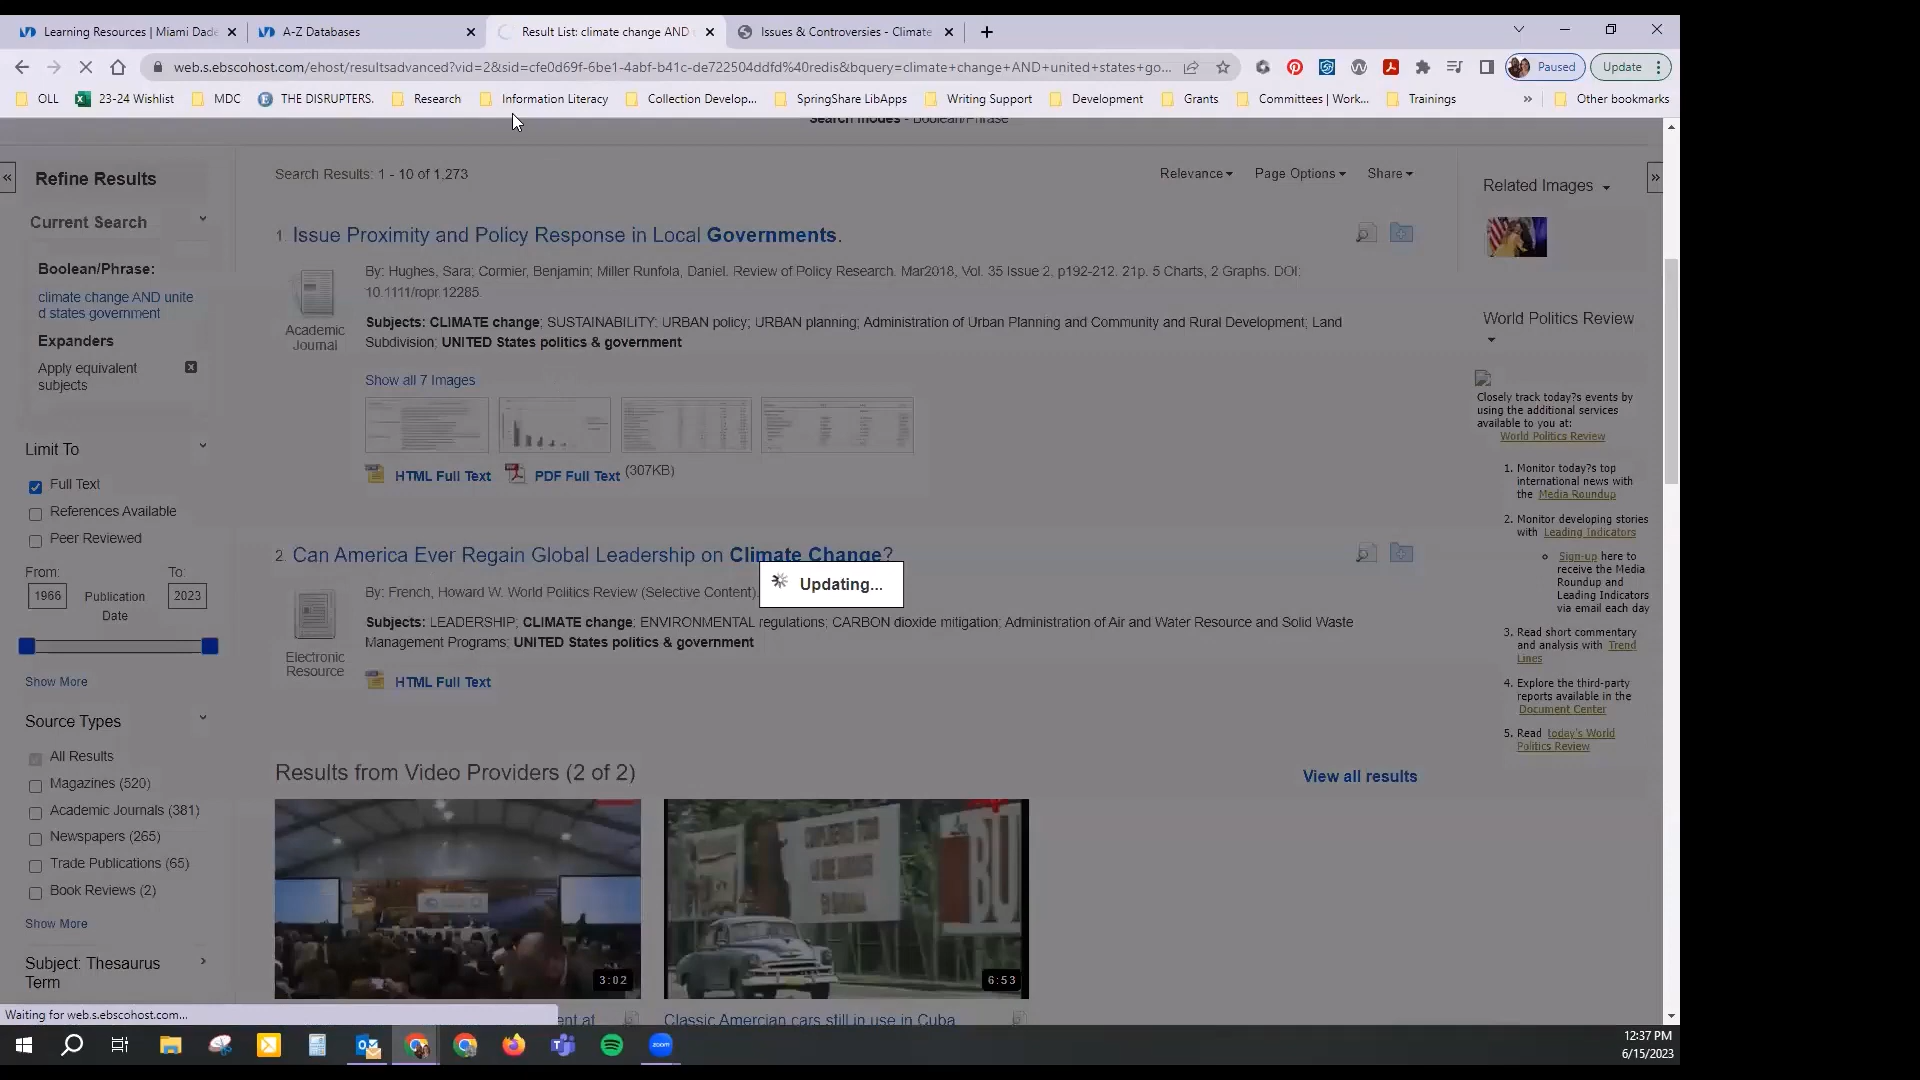 Learning Resources | Miami Dade
A-Z Databases
Result List: climate change AND
Issues & Controversies - Climate
web.s.ebscohost.com/ehost/resultsadvanced?vid=2&sid=cfe0d69f-6be1-4abf-b41c-de722504ddfd%40redis&bquery=climate+change+AND+united+states+go...
Paused
Update
OLL
23-24 Wishlist
MDC
THE DISRUPTERS.
Research
Information Literacy
Collection Develop...
SpringShare LibApps
Writing Support
Development
Grants
Committees | Work...
Trainings
Other bookmarks
Search modes - Boolean/Phrase
Refine Results
Current Search
Boolean/Phrase:
climate change AND unite
d states government
Expanders
Apply equivalent
subjects
Limit To
Full Text
References Available
Peer Reviewed
From:
To:
1966
Publication
Date
2023
Show More
Source Types
All Results
Magazines (520)
Academic Journals (381)
Newspapers (265)
Trade Publications (65)
Book Reviews (2)
Show More
Subject: Thesaurus
Term
Search Results: 1 - 10 of 1,273
Relevance
Page Options
Share
1. Issue Proximity and Policy Response in Local Governments.
By: Hughes, Sara; Cormier, Benjamin; Miller Runfola, Daniel. Review of Policy Research. Mar2018, Vol. 35 Issue 2, p192-212. 21p. 5 Charts, 2 Graphs. DOI:
10.1111/ropr.12285.
Academic
Journal
Subjects: CLIMATE change; SUSTAINABILITY; URBAN policy; URBAN planning; Administration of Urban Planning and Community and Rural Development; Land
Subdivision; UNITED States politics & government
Show all 7 Images
HTML Full Text
PDF Full Text (307KB)
2. Can America Ever Regain Global Leadership on Climate Change?
Updating...
By: French, Howard W. World Politics Review (Selective Content).
Electronic
Resource
Subjects: LEADERSHIP; CLIMATE change; ENVIRONMENTAL regulations; CARBON dioxide mitigation; Administration of Air and Water Resource and Solid Waste
Management Programs; UNITED States politics & government
HTML Full Text
Results from Video Providers (2 of 2)
View all results
3:02
6:53
Classic Amercian cars still in use in Cuba
Related Images
World Politics Review
Closely track today?s events by
using the additional services
available to you at:
World Politics Review
1. Monitor today?s top
international news with
the Media Roundup
2. Monitor developing stories
with Leading Indicators
Sign-up here to
receive the Media
Roundup and
Leading Indicators
via email each day
3. Read short commentary
and analysis with Trend
Lines
4. Explore the third-party
reports available in the
Document Center
5. Read today's World
Politics Review
Waiting for web.s.ebscohost.com...
zoom
12:37 PM
6/15/2023